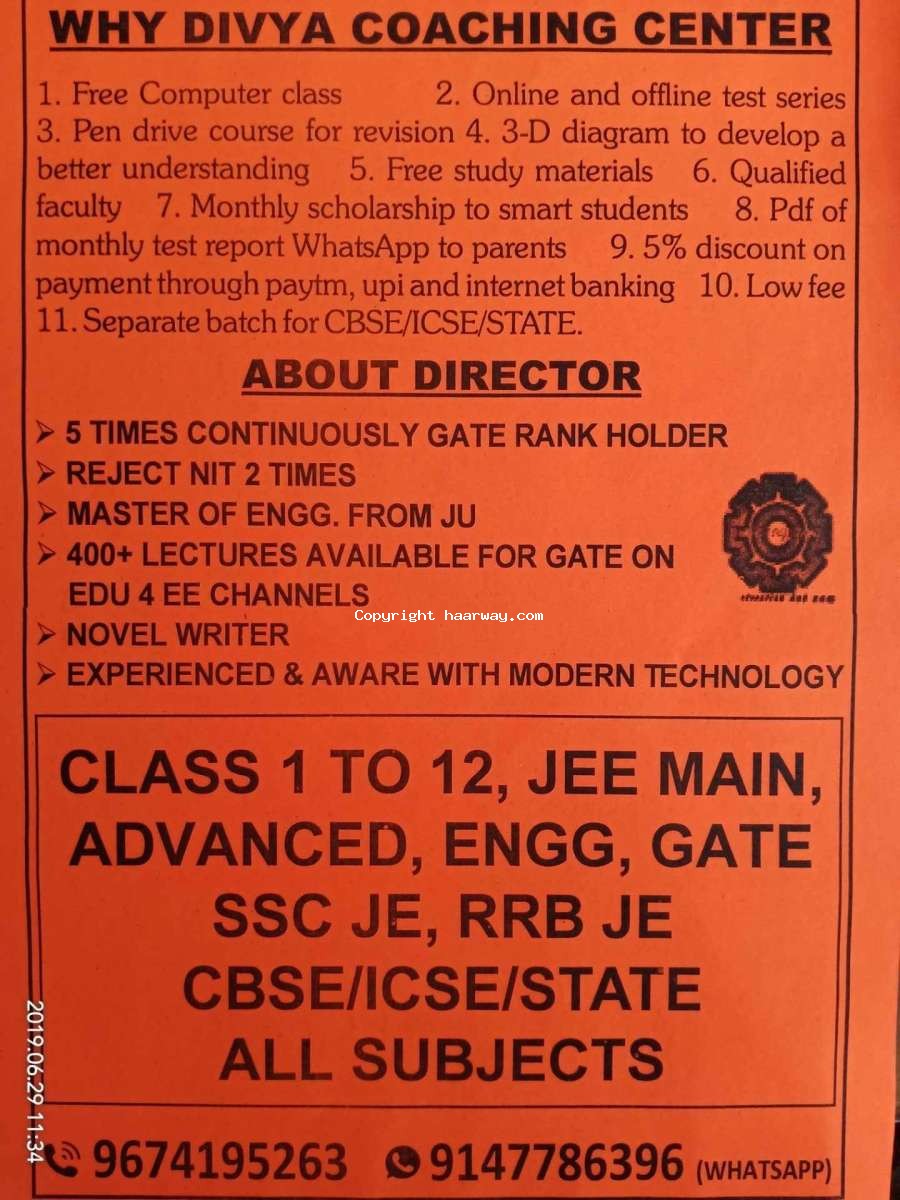 WHY DIVYA COACHING CENTER
1. Free Computer class 2. Online and offline test series
3. Pen drive course for revision 4. 3-D diagram to develop a
better understanding 5. Free study materials 6. Qualified
faculty 7. Monthly scholarship to smart students 8. Pdf of
monthly test report WhatsApp to parents 9. 5% discount on
payment through paytm, upi and internet banking 10. Low fee
11. Separate batch for CBSE/ICSE/STATE.
ABOUT DIRECTOR
➢ 5 TIMES CONTINUOUSLY GATE RANK HOLDER
➢ REJECT NIT 2 TIMES
➢ MASTER OF ENGG. FROM JU
➢ 400+ LECTURES AVAILABLE FOR GATE ON
EDU 4 EE CHANNELS
Copyright haarway.com
➢ NOVEL WRITER
➢ EXPERIENCED & AWARE WITH MODERN TECHNOLOGY
CLASS 1 TO 12, JEE MAIN,
ADVANCED, ENGG, GATE
SSC JE, RRB JE
CBSE/ICSE/STATE
ALL SUBJECTS
2019.06.29 11:34
9674195263 9147786396 (WHATSAPP)